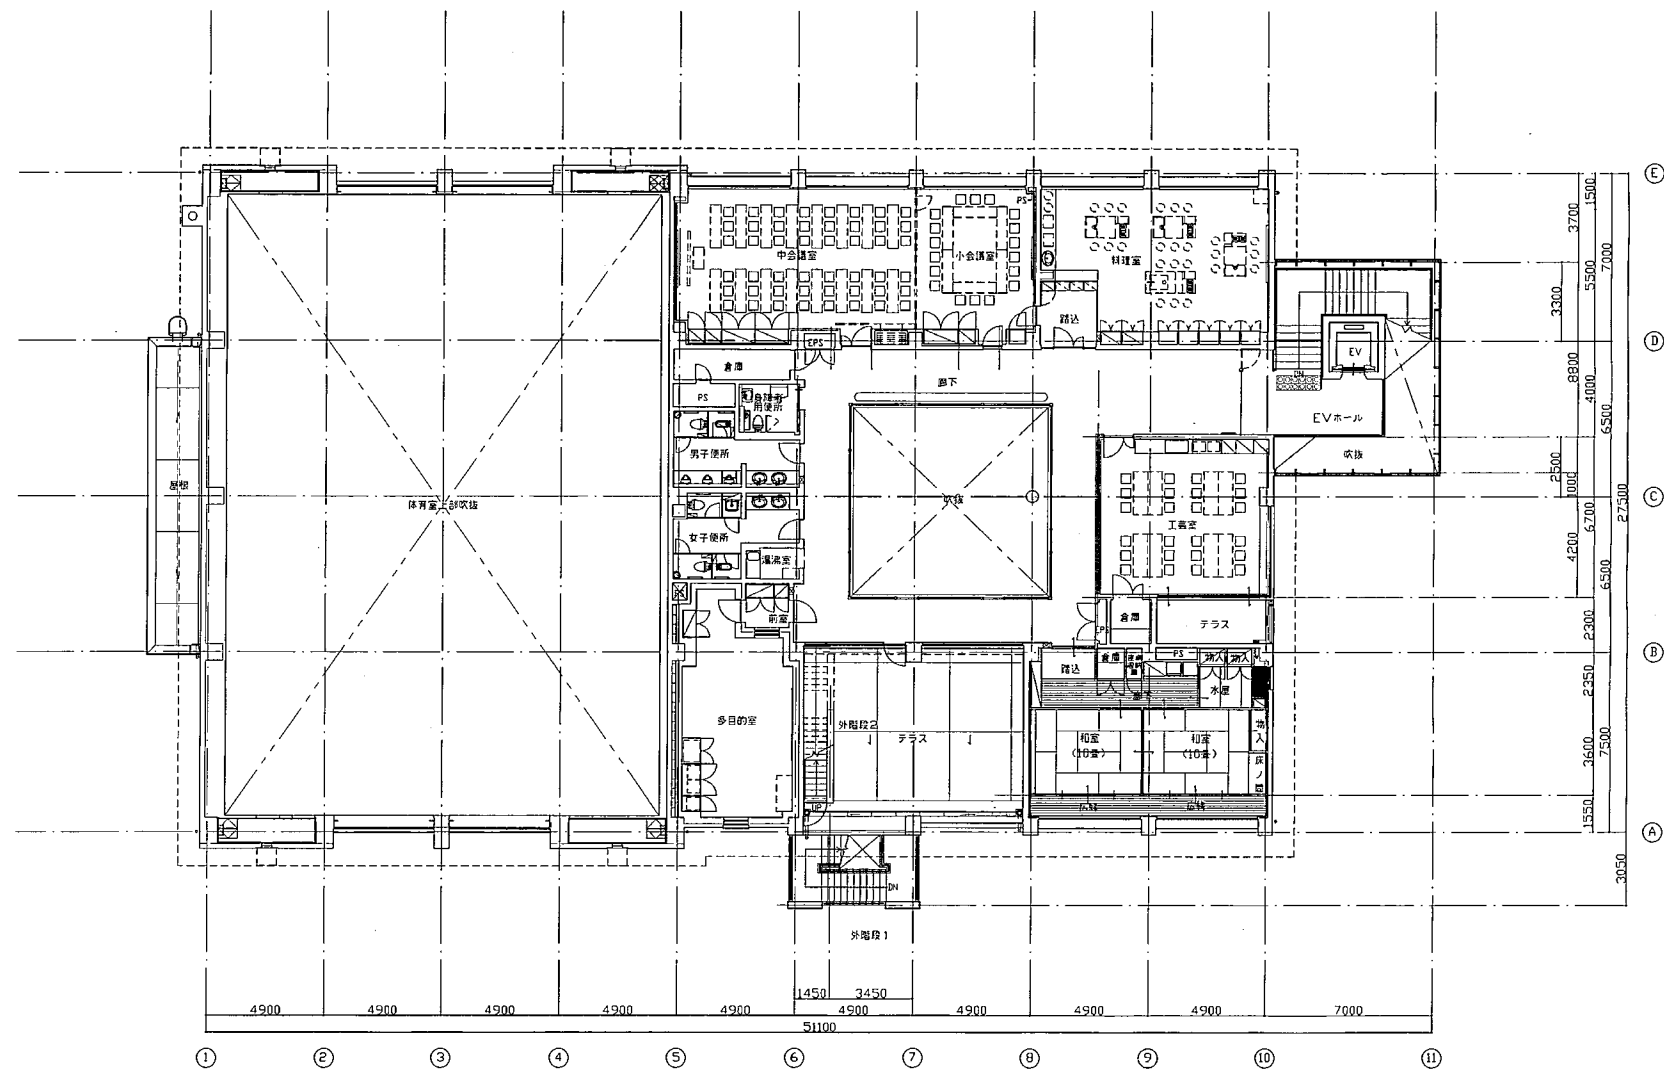 E
1500
3700
7000
PS
中会議室
小会議室
料理室
5500
3300
踏込
EPS
D
EV
倉庫
廊下
DN
8800
PS
身障者
用便所
4000
6500
EVホール
男子便所
吹抜
2500
屋根
1000
C
体育室上部吹抜
吹抜
27500
工芸室
6700
女子便所
4200
湯沸室
6500
PS
前室
倉庫
EPS
テラス
2300
B
踏込
倉庫
PS
物入
物入
水屋
2350
多目的室
外階段2
テラス
和室
(10畳)
和室
(10畳)
物入
7500
3600
床ノ間
UP
広縁
広縁
1550
A
3050
DN
外階段1
1450
3450
4900
4900
4900
4900
4900
4900
4900
4900
4900
7000
51100
1
2
3
4
5
6
7
8
9
10
11